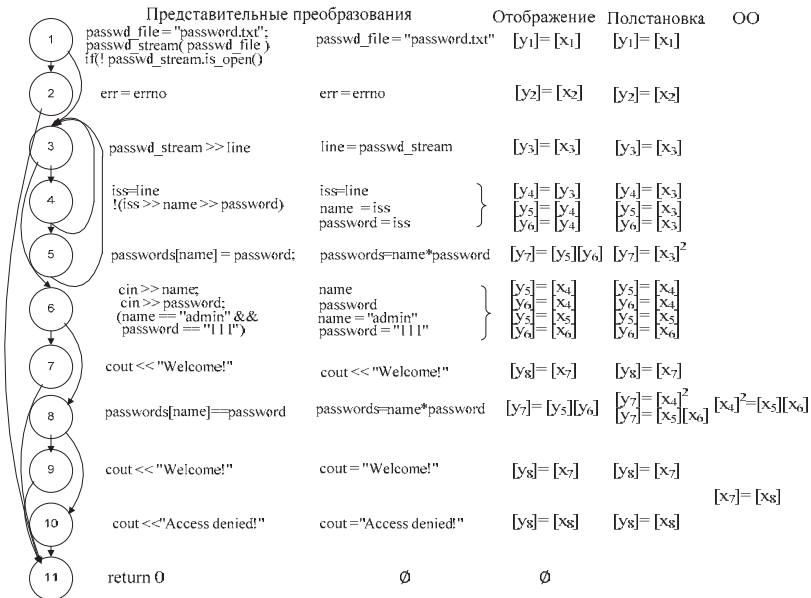 Представительные преобразования Отображение Полстановка ОО
1 passwd_file = "password.txt"; passwd_file = "password.txt" [y₁]= [x₁] [y₁]= [x₁]
passwd_stream( passwd_file )
if(! passwd_stream.is_open()
2 err = errno err = errno [y₂]= [x₂] [y₂]= [x₂]
3 passwd_stream >> line line = passwd_stream [y₃]= [x₃] [y₃]= [x₃]
4 iss=line iss=line [y₄]= [y₃] [y₄]= [x₃]
!(iss >> name >> password) name = iss [y₅]= [y₄] [y₅]= [x₃]
password = iss [y₆]= [y₄] [y₆]= [x₃]
5 passwords[name] = password; passwords=name*password [y₇]= [y₅][y₆] [y₇]= [x₃]²
6 cin >> name; name [y₅]= [x₄] [y₅]= [x₄]
cin >> password; password [y₆]= [x₄] [y₆]= [x₄]
(name == "admin" && name = "admin" [y₅]= [x₅] [y₅]= [x₅]
password == "111") password = "111" [y₆]= [x₆] [y₆]= [x₆]
7 cout << "Welcome!" cout << "Welcome!" [y₈]= [x₇] [y₈]= [x₇]
8 passwords[name]==password passwords=name*password [y₇]= [y₅][y₆] [y₇]= [x₄]² [x₄]²=[x₅][x₆]
[y₇]= [x₅][x₆]
9 cout << "Welcome!" cout = "Welcome!" [y₈]= [x₇] [y₈]= [x₇]
[x₇]= [x₈]
10 cout <<"Access denied!" cout ="Access denied!" [y₈]= [x₈] [y₈]= [x₈]
11 return 0 ∅ ∅